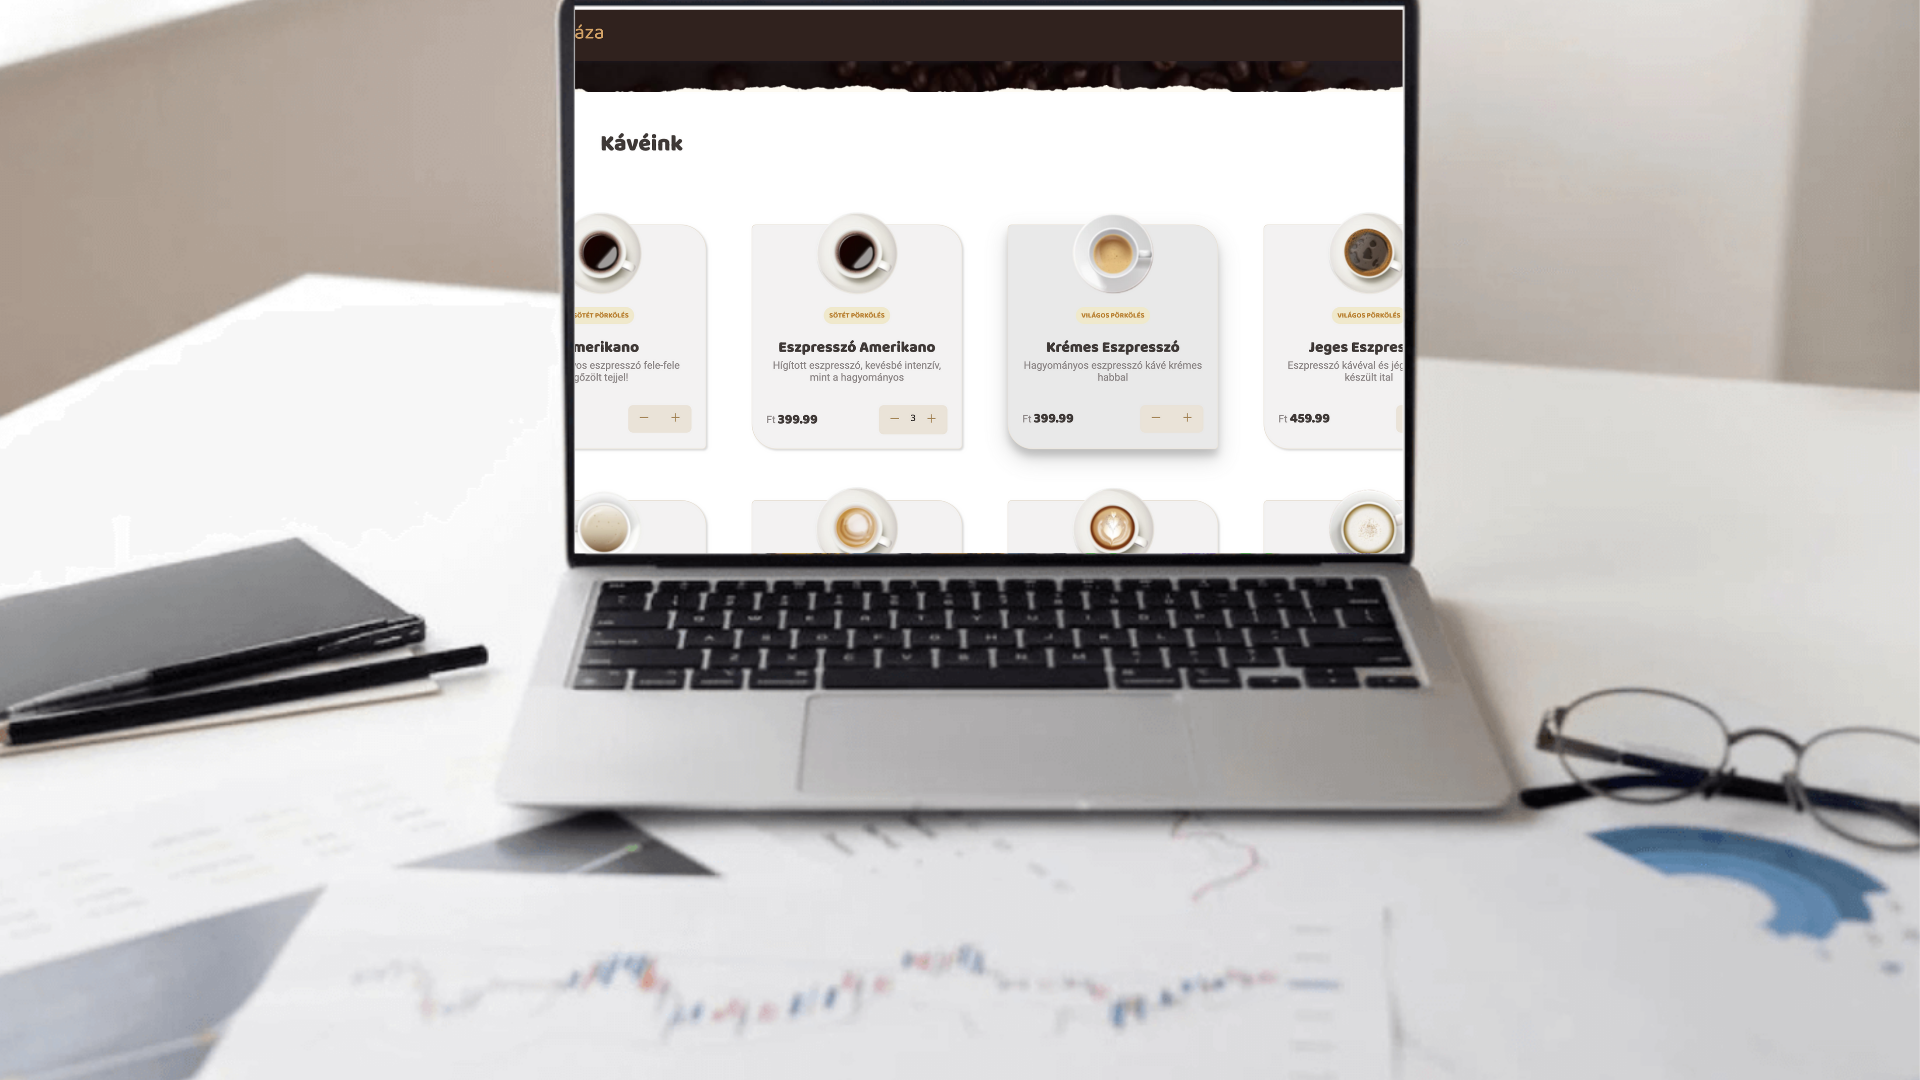 áza
Kávéink
SÖTÉT PÖRKÖLÉS
merikano
os eszpresszó fele-fele
gőzölt tejjel!
SÖTÉT PÖRKÖLÉS
Eszpresszó Amerikano
Hígított eszpresszó, kevésbé intenzív,
mint a hagyományos
Ft 399.99
3
VILÁGOS PÖRKÖLÉS
Krémes Eszpresszó
Hagyományos eszpresszó kávé krémes
habbal
Ft 399.99
VILÁGOS PÖRKÖLÉS
Jeges Eszpres
Eszpresszó kávéval és jég
készült ital
Ft 459.99